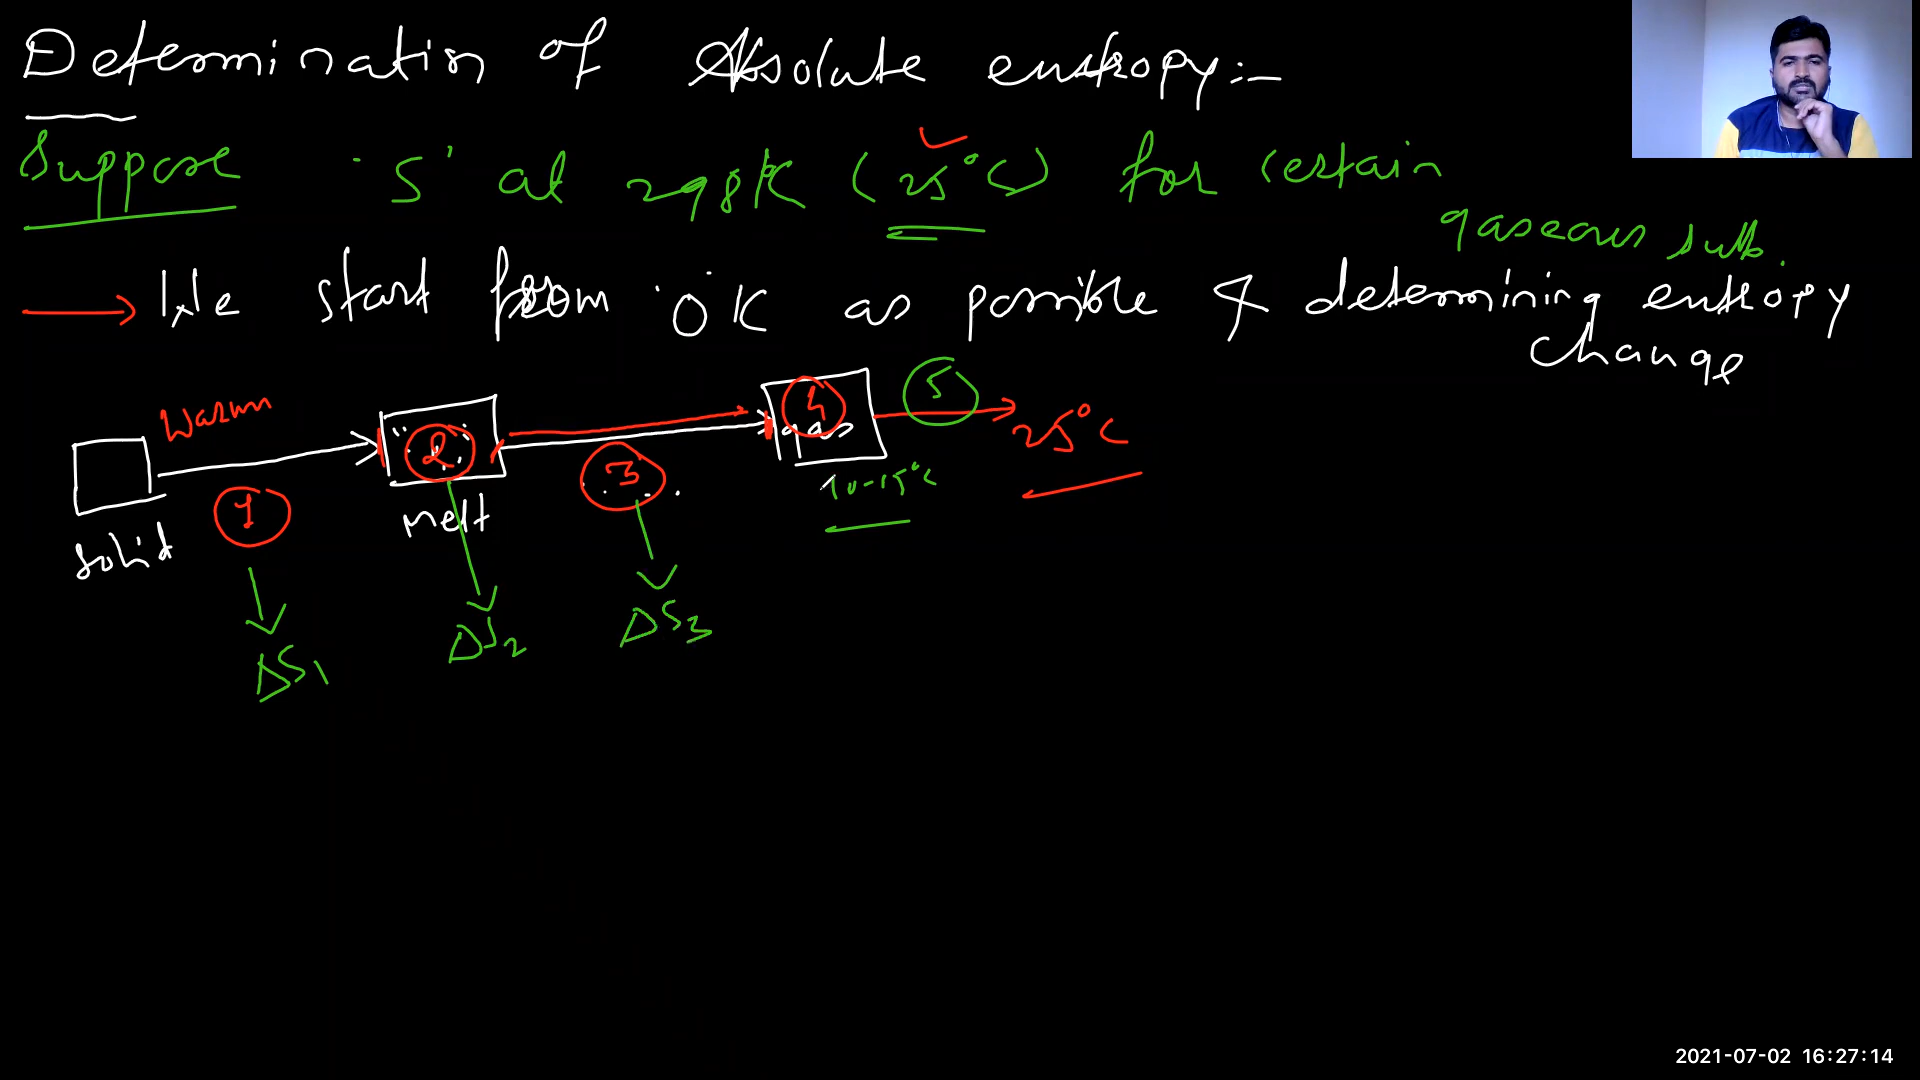 Determination of Absolute entropy:-
Suppose 'S' at 298K (25°C) for certain
gaseous sub.
We start from 0K as possible & determining entropy
change
Warm
5
4
gas
25°C
2
3
10-15°C
1
melt
solid
ΔS3
ΔS2
ΔS1
2021-07-02 16:27:14